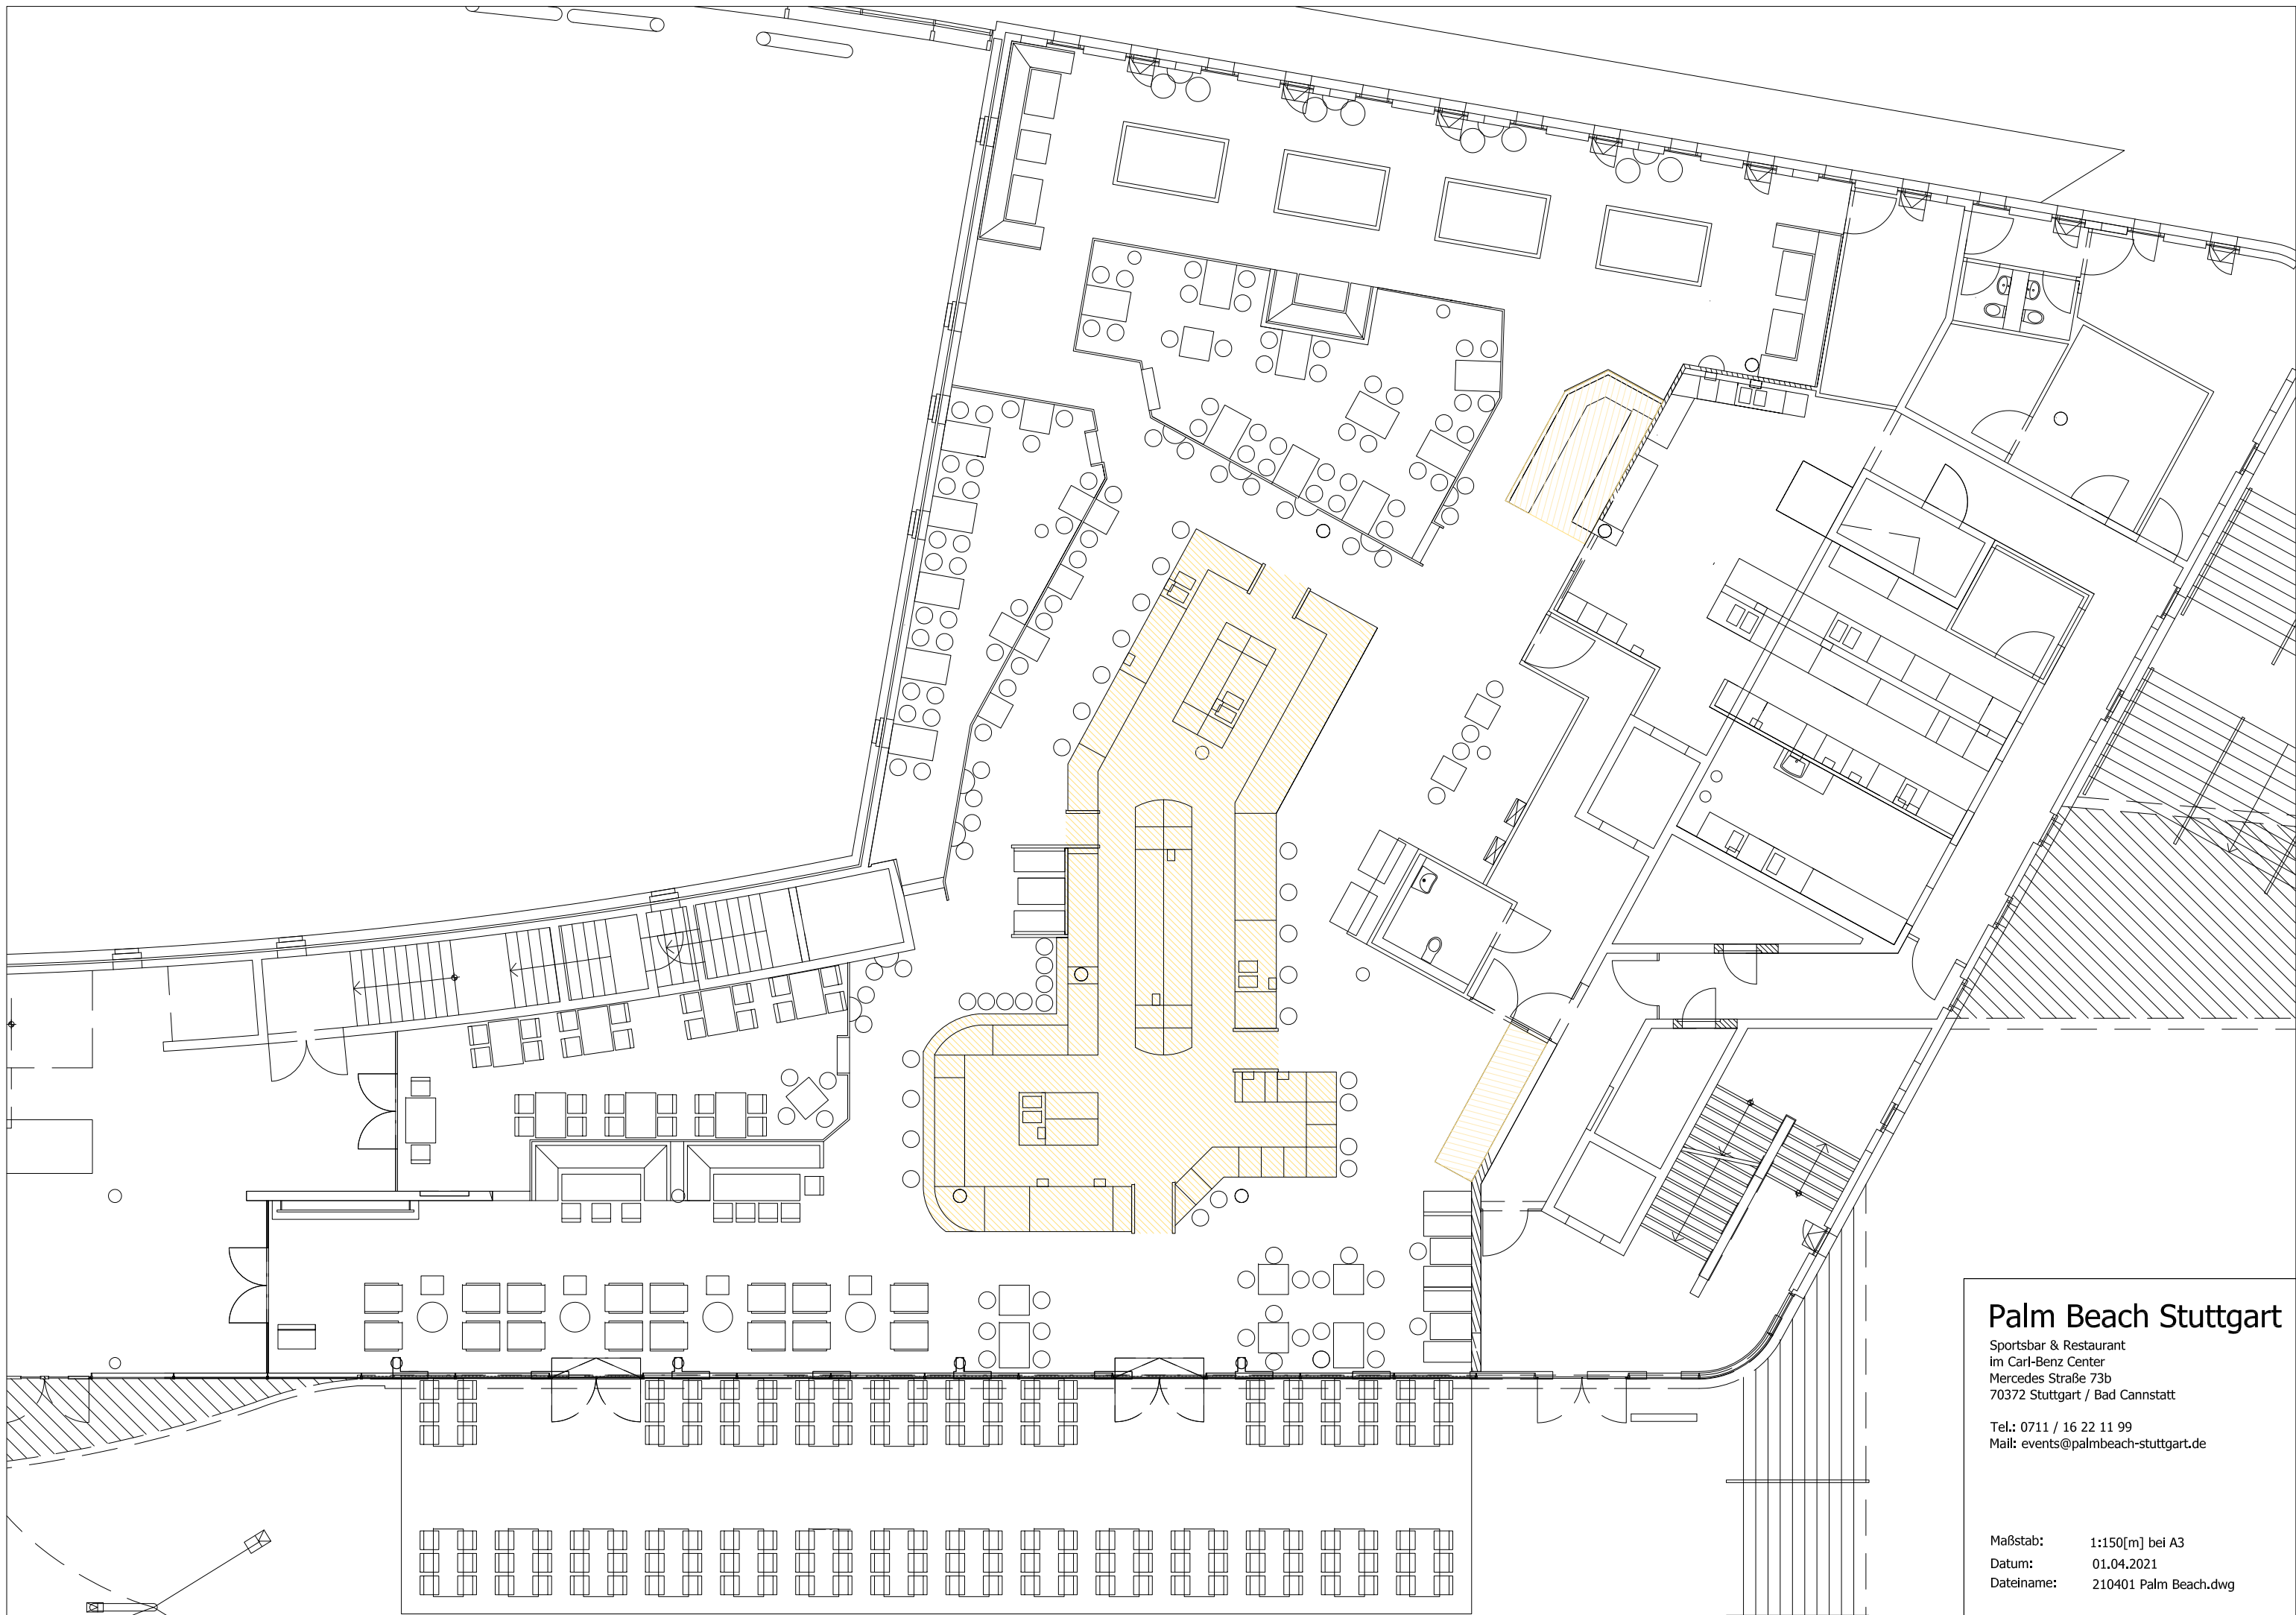 Palm Beach Stuttgart
Sportsbar & Restaurant
im Carl-Benz Center
Mercedes Straße 73b
70372 Stuttgart / Bad Cannstatt
Tel.: 0711 / 16 22 11 99
Mail: events@palmbeach-stuttgart.de
Maßstab: 1:150[m] bei A3
Datum: 01.04.2021
Dateiname: 210401 Palm Beach.dwg